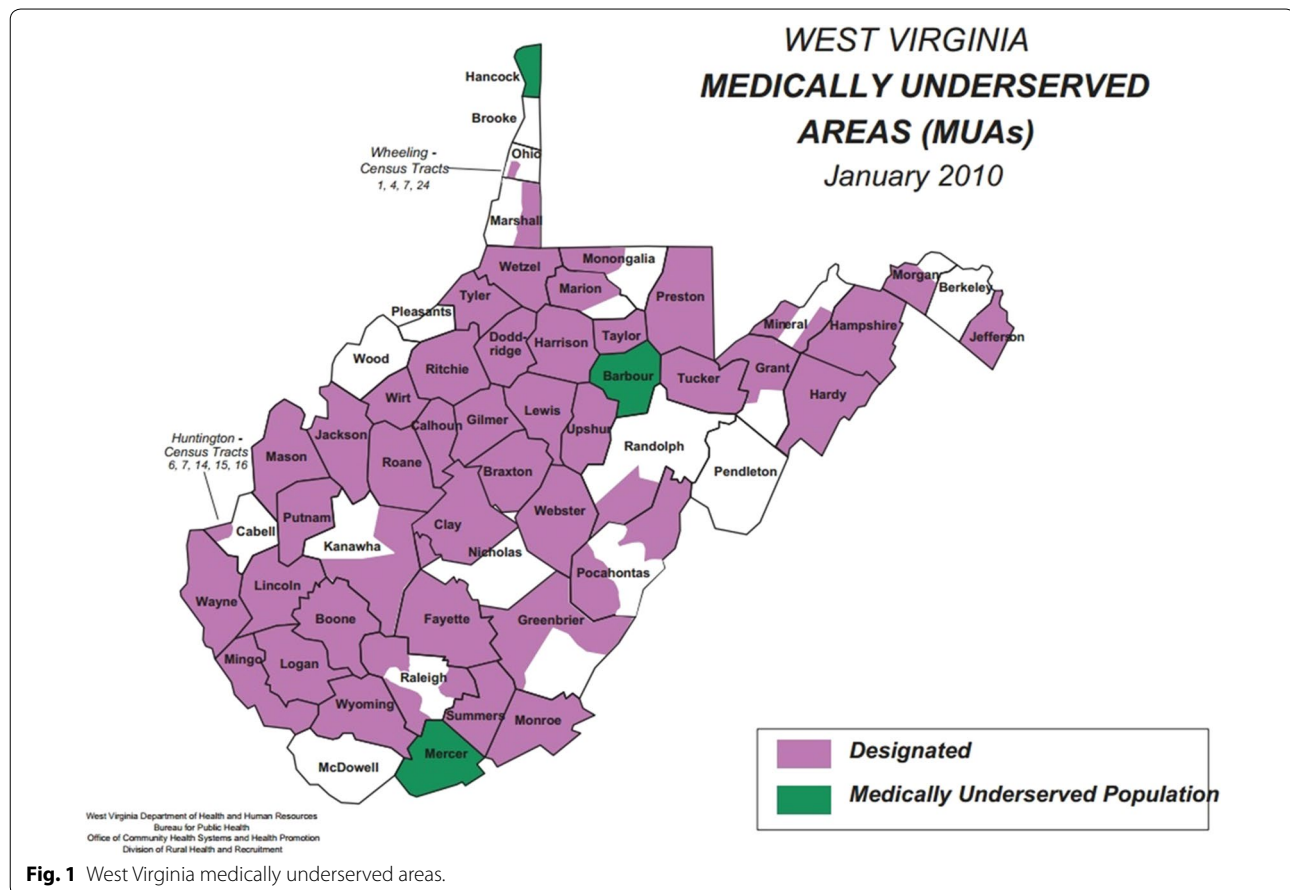 WEST VIRGINIA
MEDICALLY UNDERSERVED
AREAS (MUAs)
January 2010
Hancock
Brooke
Wheeling -
Census Tracts
1, 4, 7, 24
Ohio
Marshall
Wetzel
Monongalia
Marion
Preston
Tyler
Pleasants
Morgan
Berkeley
Jefferson
Mineral
Hampshire
Wood
Dodd-
ridge
Harrison
Taylor
Ritchie
Barbour
Tucker
Grant
Hardy
Wirt
Calhoun
Gilmer
Lewis
Upshur
Randolph
Jackson
Huntington -
Census Tracts
6, 7, 14, 15, 16
Mason
Roane
Braxton
Pendleton
Webster
Putnam
Cabell
Kanawha
Clay
Nicholas
Pocahontas
Wayne
Lincoln
Boone
Fayette
Greenbrier
Mingo
Logan
Raleigh
Wyoming
Summers
Monroe
McDowell
Mercer
Designated
Medically Underserved Population
West Virginia Department of Health and Human Resources
Bureau for Public Health
Office of Community Health Systems and Health Promotion
Division of Rural Health and Recruitment
Fig. 1 West Virginia medically underserved areas.